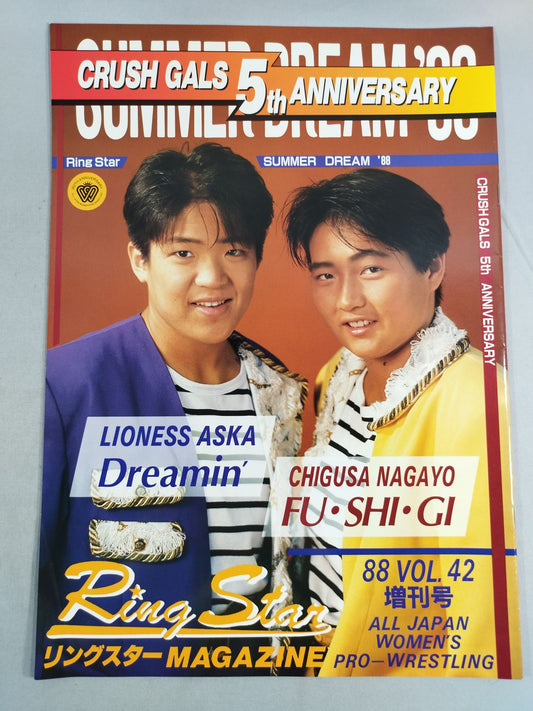 SUMMER DREAM '88
CRUSH GALS 5th ANNIVERSARY
Ring Star
SUMMER DREAM '88
CRUSH GALS 5th ANNIVERSARY
LIONESS ASKA
Dreamin'
CHIGUSA NAGAYO
FU・SHI・GI
88 VOL. 42
増刊号
Ring Star
ALL JAPAN
WOMEN'S
PRO-WRESTLING
リングスター MAGAZINE